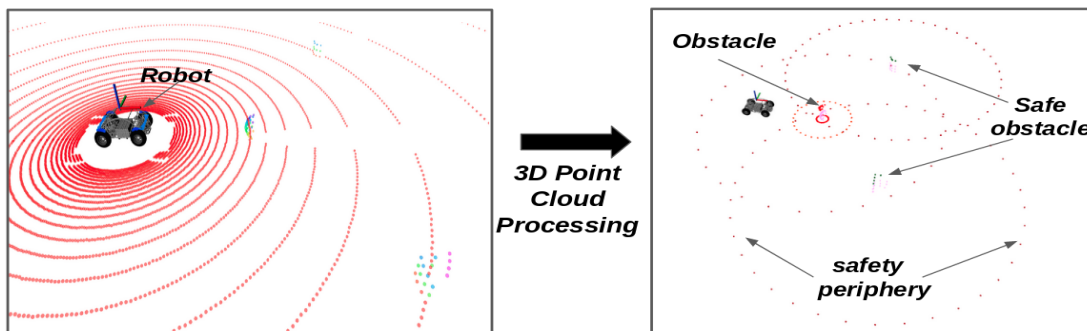 Robot
3D Point
Cloud
Processing
Obstacle
Safe
obstacle
safety
periphery